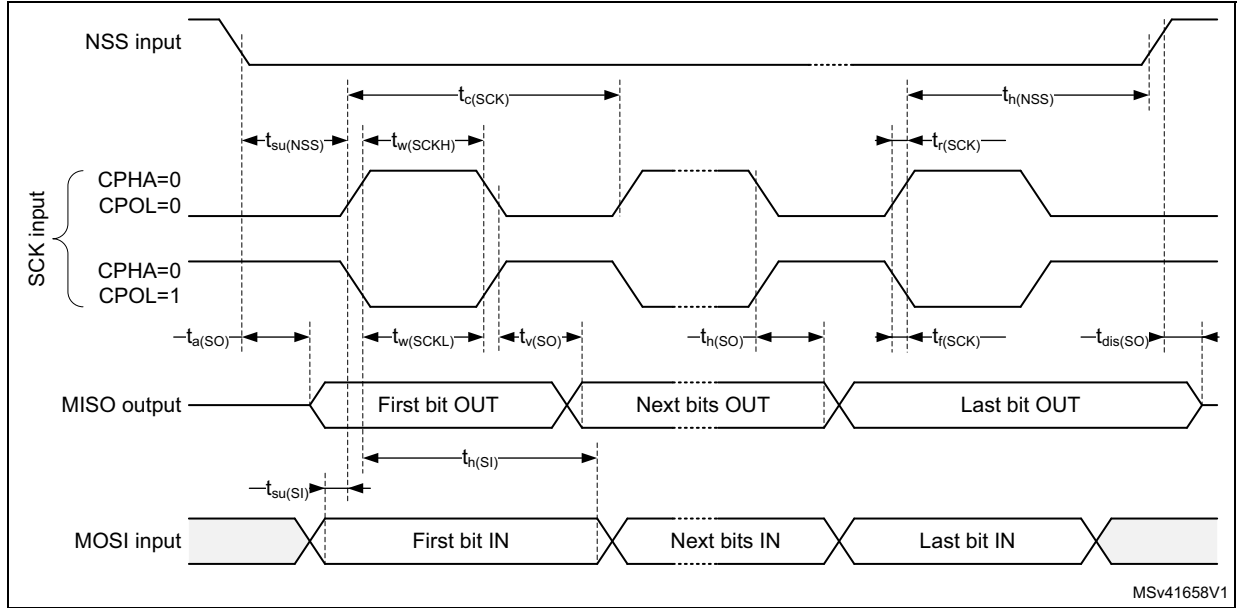 NSS input
tc(SCK)
th(NSS)
tsu(NSS)
tw(SCKH)
tr(SCK)
SCK input
CPHA=0
CPOL=0
CPHA=0
CPOL=1
ta(SO)
tw(SCKL)
tv(SO)
th(SO)
tf(SCK)
tdis(SO)
MISO output
First bit OUT
Next bits OUT
Last bit OUT
th(SI)
tsu(SI)
MOSI input
First bit IN
Next bits IN
Last bit IN
MSv41658V1